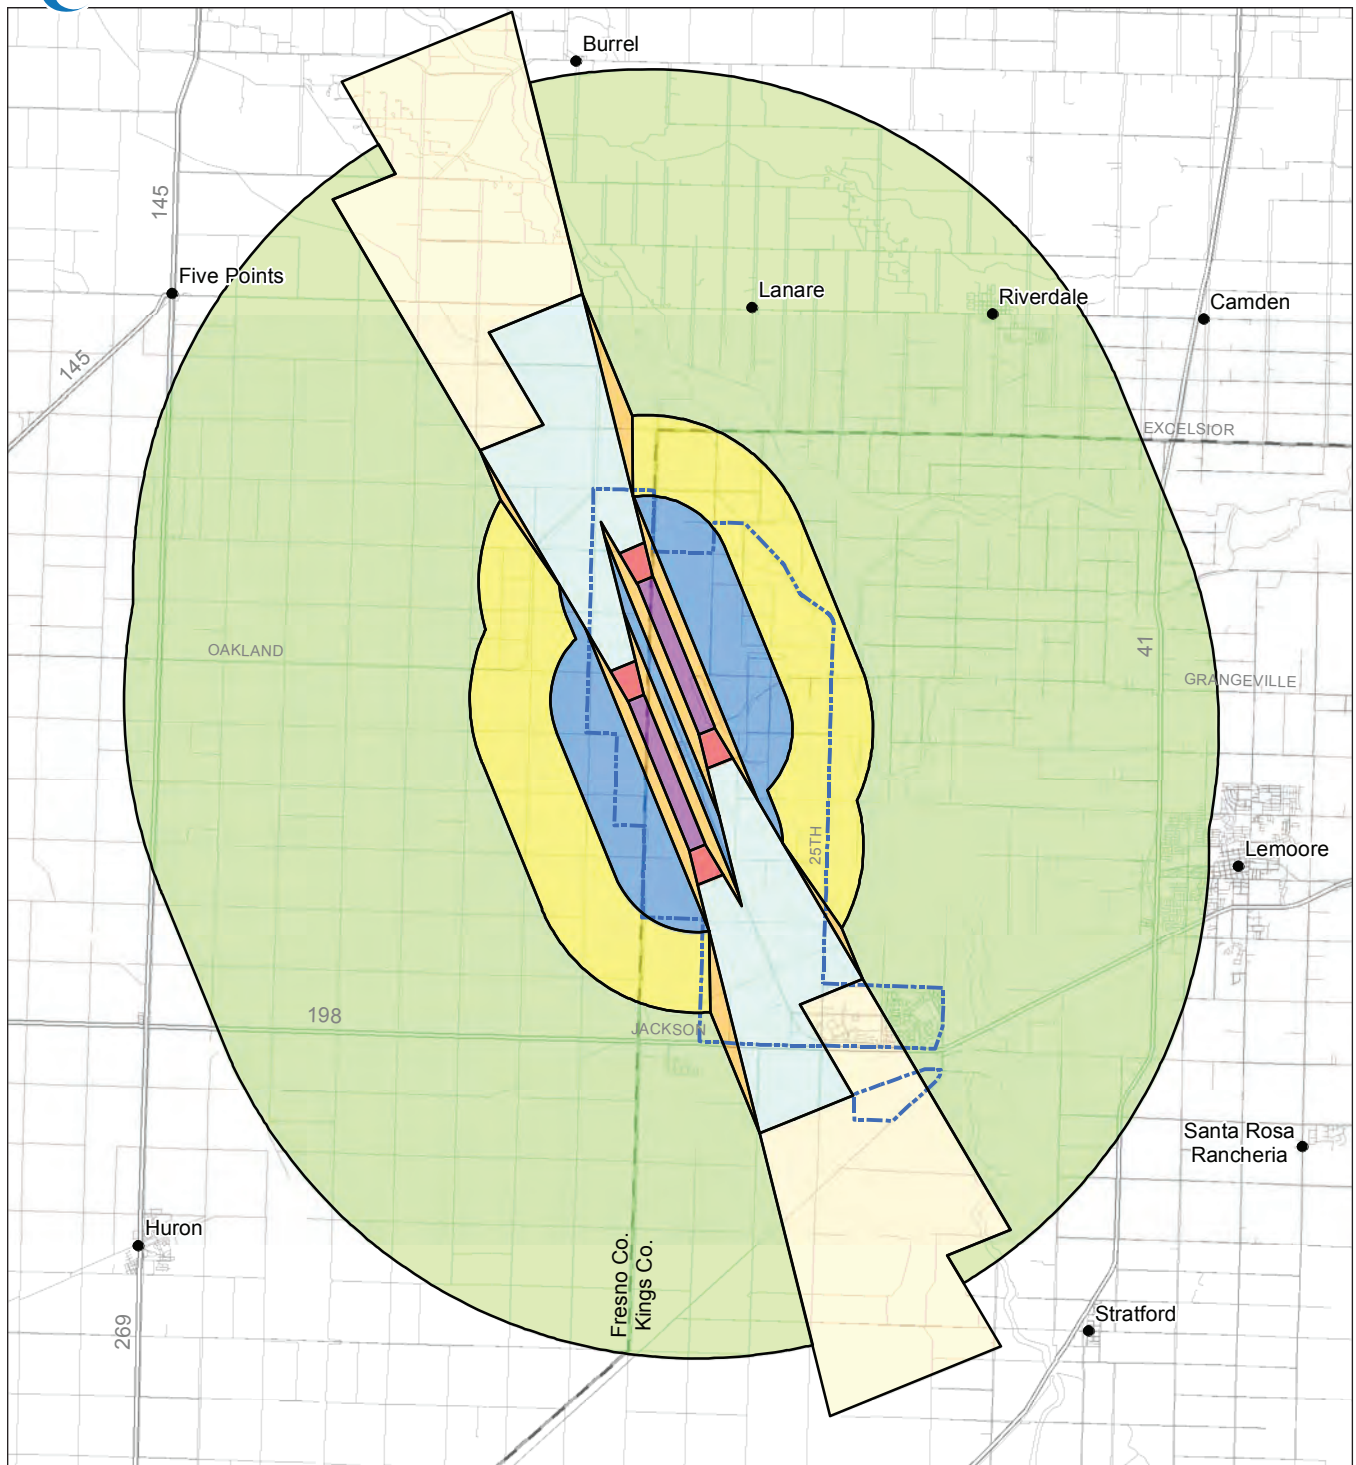 Burrel
145
Five Points
Lanare
Riverdale
Camden
145
EXCELSIOR
OAKLAND
41
GRANGEVILLE
25TH
Lemoore
198
JACKSON
Santa Rosa
Rancheria
Huron
Fresno Co.
Kings Co.
Stratford
269